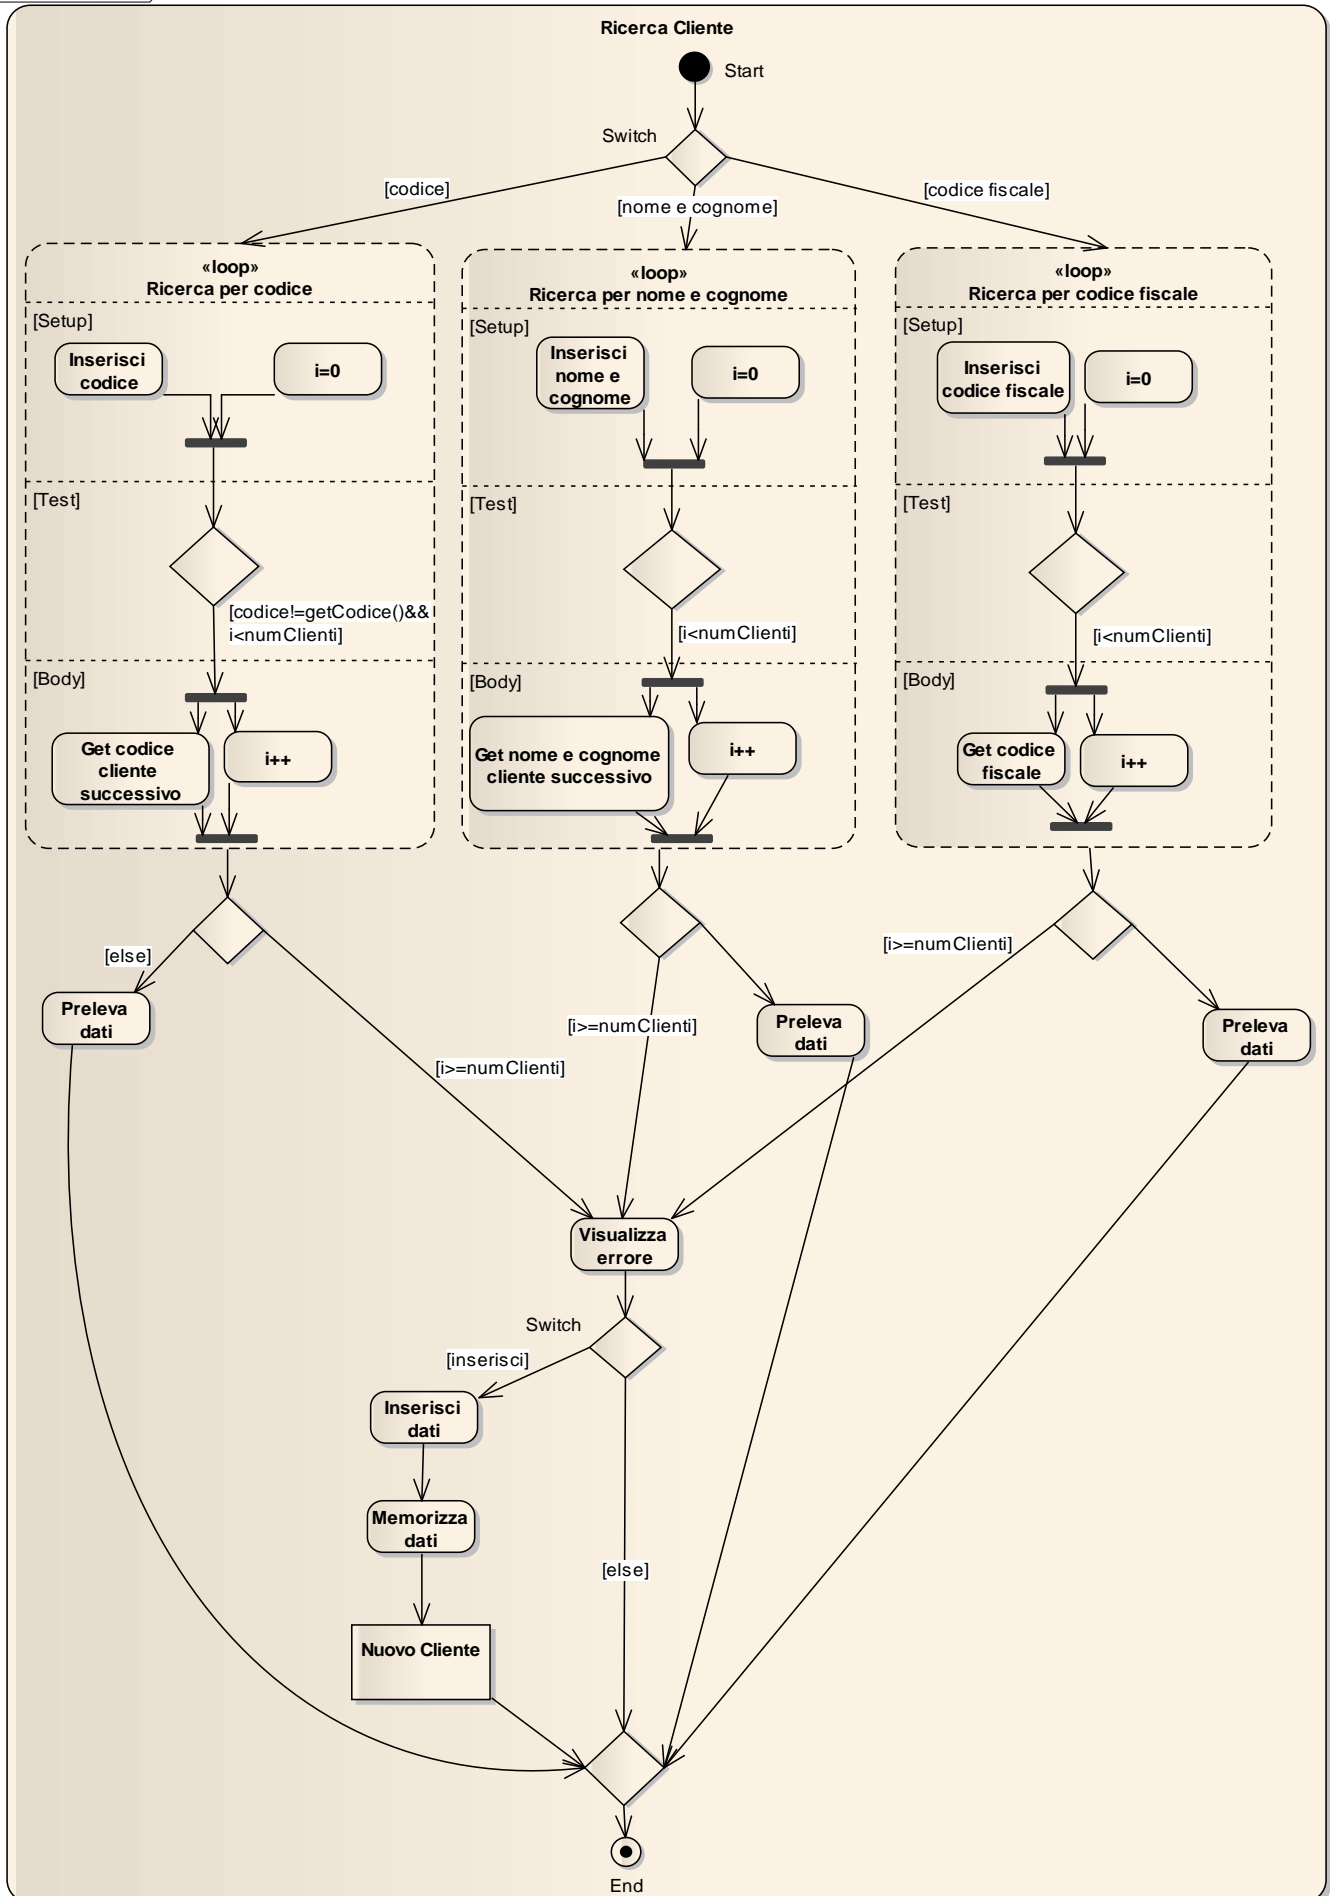 Ricerca Cliente
Start
Switch
[codice]
[nome e cognome]
[codice fiscale]
«loop»
Ricerca per codice
[Setup]
Inserisci
codice
i=0
[Test]
[codice!=getCodice()&&
i<numClienti]
[Body]
Get codice
cliente
successivo
i++
«loop»
Ricerca per nome e cognome
[Setup]
Inserisci
nome e
cognome
i=0
[Test]
[i<numClienti]
[Body]
Get nome e cognome
cliente successivo
i++
«loop»
Ricerca per codice fiscale
[Setup]
Inserisci
codice fiscale
i=0
[Test]
[i<numClienti]
[Body]
Get codice
fiscale
i++
[else]
Preleva
dati
[i>=numClienti]
[i>=numClienti]
Preleva
dati
[i>=numClienti]
Preleva
dati
Visualizza
errore
Switch
[inserisci]
Inserisci
dati
Memorizza
dati
[else]
Nuovo Cliente
End